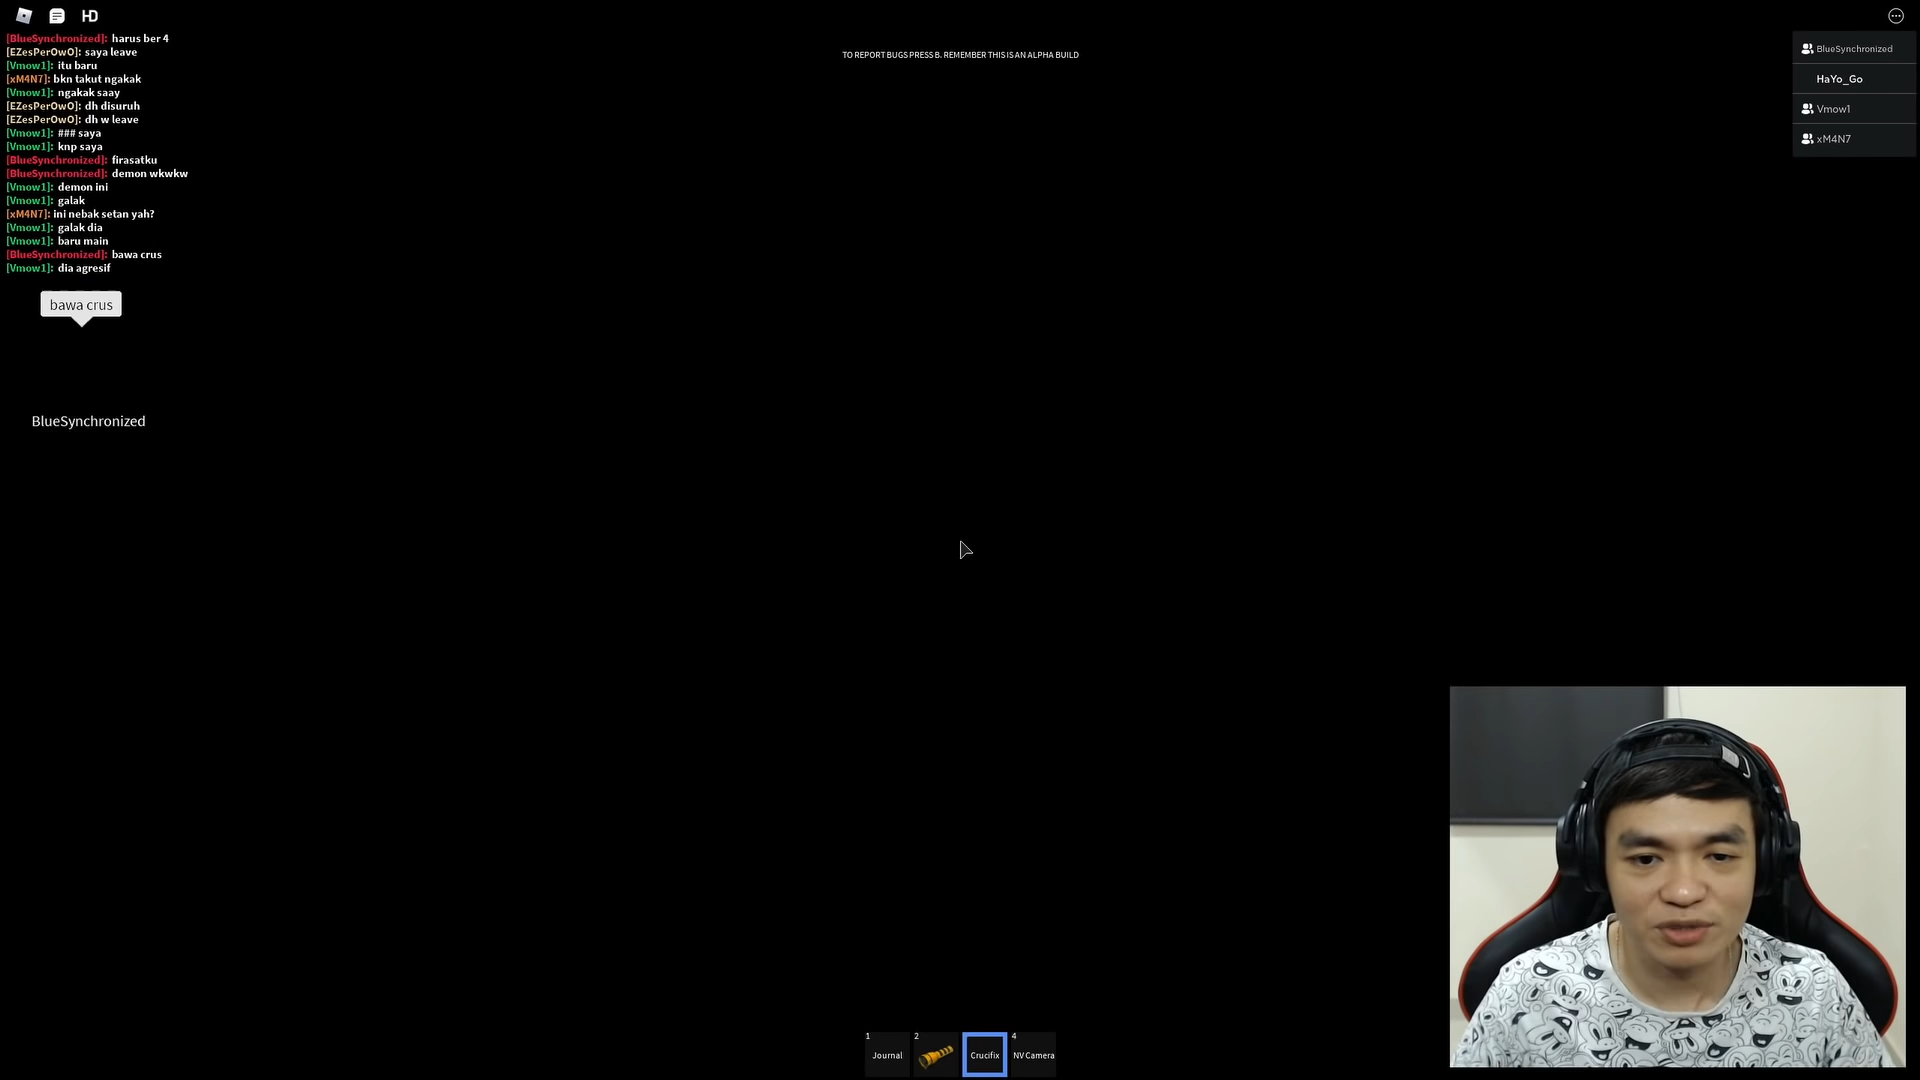 HD
[BlueSynchronized]: harus ber 4
[EZesPerOwO]: saya leave
[Vmow1]: itu baru
[xM4N7]: bkn takut ngakak
[Vmow1]: ngakak saay
[EZesPerOwO]: dh disuruh
[EZesPerOwO]: dh w leave
[Vmow1]: ### saya
[Vmow1]: knp saya
[BlueSynchronized]: firasatku
[BlueSynchronized]: demon wkwkw
[Vmow1]: demon ini
[Vmow1]: galak
[xM4N7]: ini nebak setan yah?
[Vmow1]: galak dia
[Vmow1]: baru main
[BlueSynchronized]: bawa crus
[Vmow1]: dia agresif
bawa crus
BlueSynchronized
TO REPORT BUGS PRESS B. REMEMBER THIS IS AN ALPHA BUILD
BlueSynchronized
HaYo_Go
Vmow1
xM4N7
1
Journal
2
Crucifix
4
NV Camera